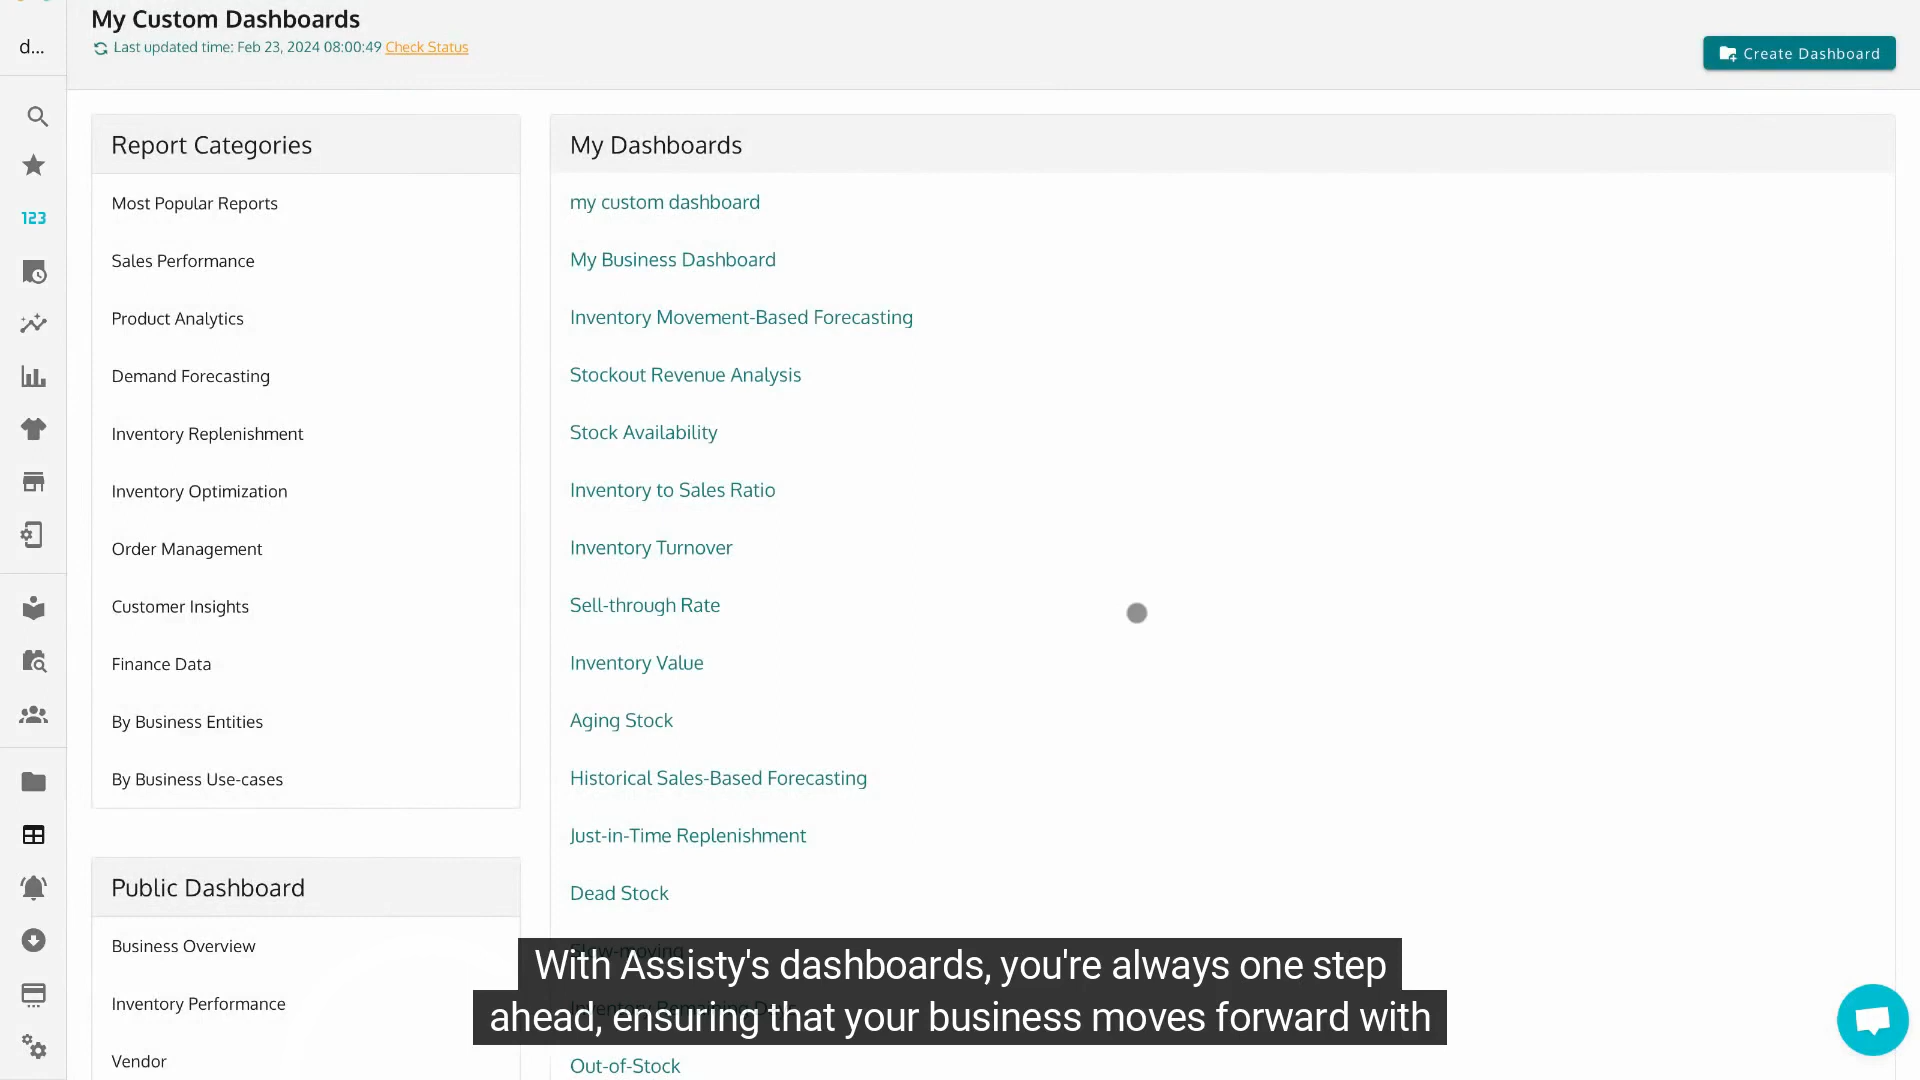 My Custom Dashboards
d...
Last updated time: Feb 23, 2024 08:00:49 Check Status
Create Dashboard
123
Report Categories
Most Popular Reports
Sales Performance
Product Analytics
Demand Forecasting
Inventory Replenishment
Inventory Optimization
Order Management
Customer Insights
Finance Data
By Business Entities
By Business Use-cases
Public Dashboard
Business Overview
Inventory Performance
Vendor
My Dashboards
my custom dashboard
My Business Dashboard
Inventory Movement-Based Forecasting
Stockout Revenue Analysis
Stock Availability
Inventory to Sales Ratio
Inventory Turnover
Sell-through Rate
Inventory Value
Aging Stock
Historical Sales-Based Forecasting
Just-in-Time Replenishment
Dead Stock
Slow-moving
Inventory Remaining Days
Out-of-Stock
With Assisty's dashboards, you're always one step
ahead, ensuring that your business moves forward with